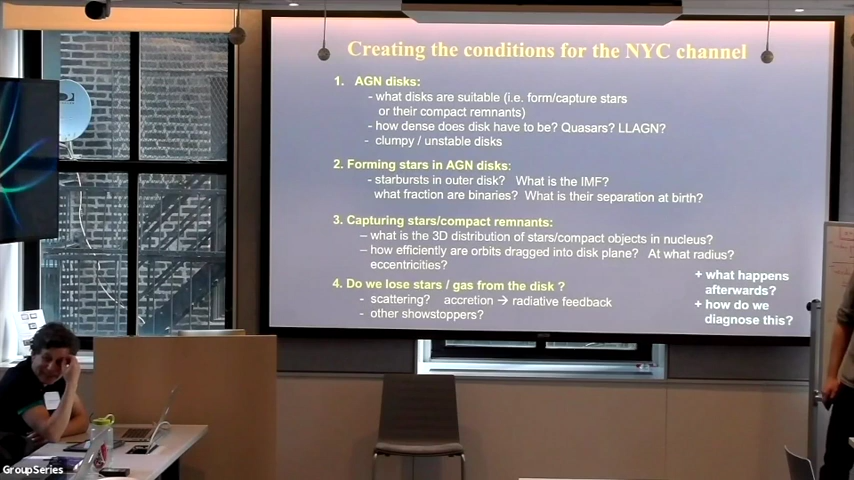 Creating the conditions for the NYC channel
1. AGN disks:
- what disks are suitable (i.e. form/capture stars
or their compact remnants)
- how dense does disk have to be? Quasars? LLAGN?
- clumpy / unstable disks
2. Forming stars in AGN disks:
- starbursts in outer disk? What is the IMF?
what fraction are binaries? What is their separation at birth?
3. Capturing stars/compact remnants:
– what is the 3D distribution of stars/compact objects in nucleus?
– how efficiently are orbits dragged into disk plane? At what radius?
eccentricities?
4. Do we lose stars / gas from the disk ?
- scattering? accretion → radiative feedback
- other showstoppers?
+ what happens
afterwards?
+ how do we
diagnose this?
GroupSeries